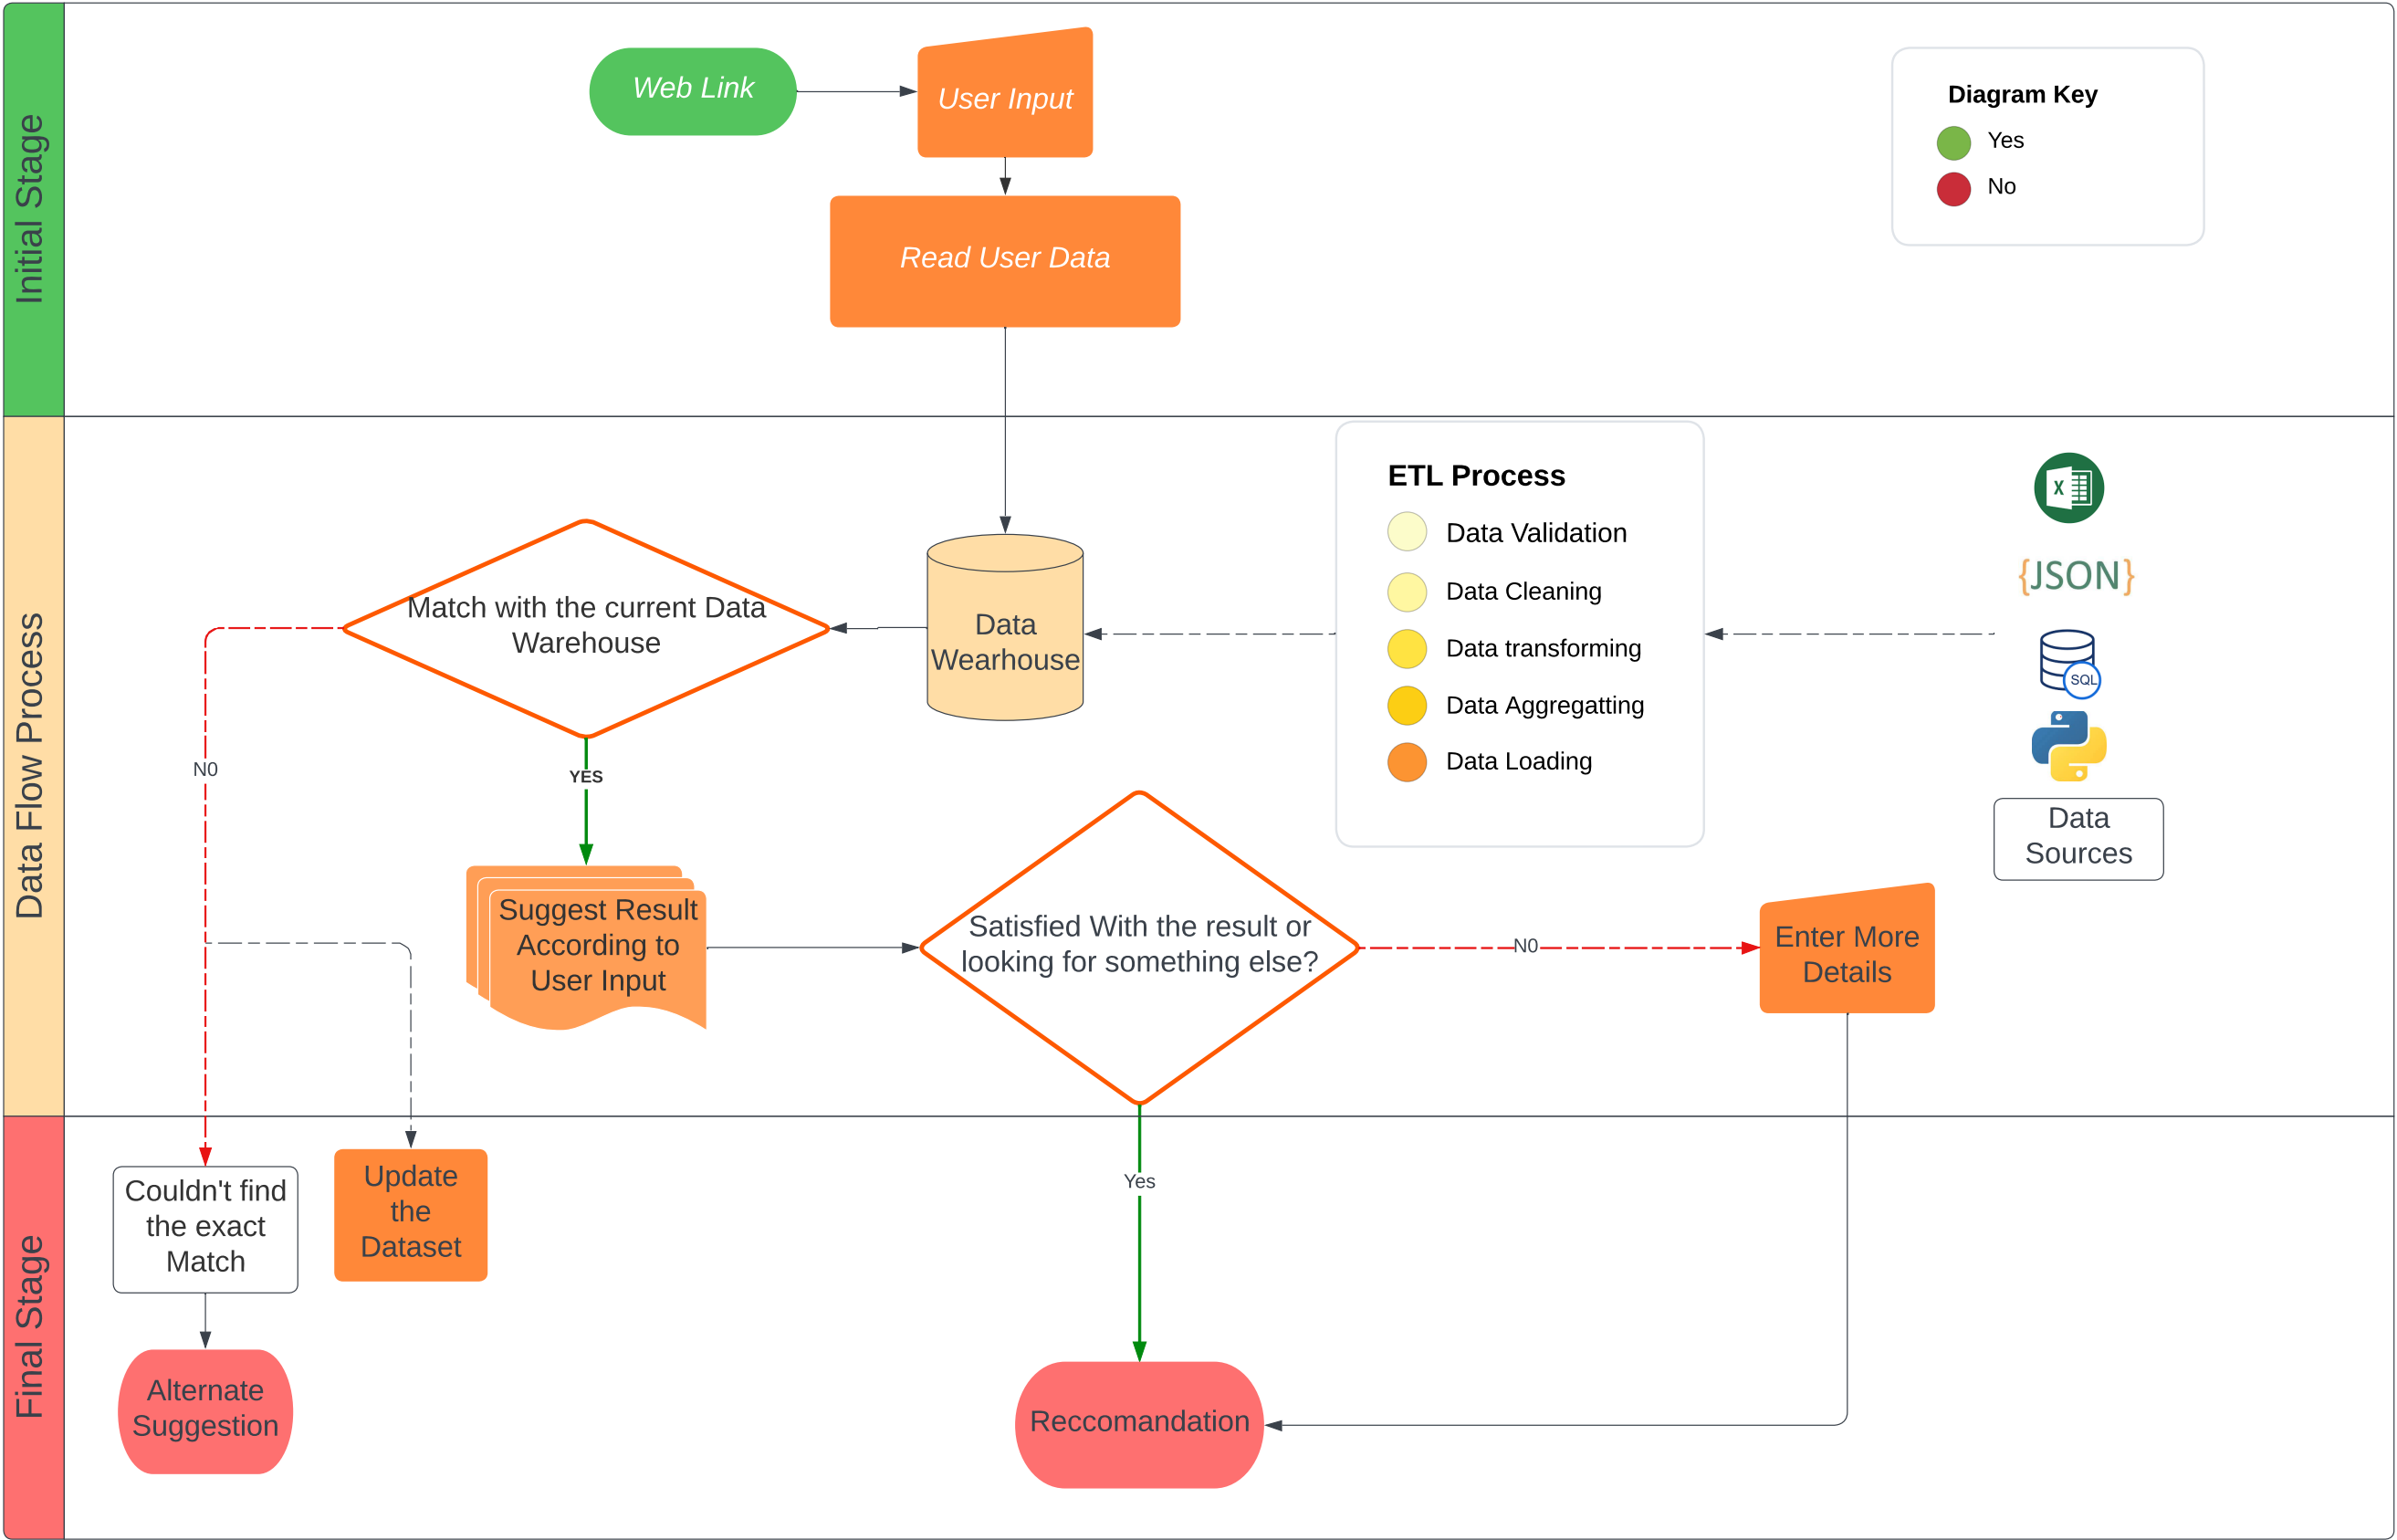 Initial Stage
Web Link
User Input
Read User Data
Diagram Key
Yes
No
Data Flow Process
Match with the current Data
Warehouse
Data
Wearhouse
ETL Process
Data Validation
Data Cleaning
Data transforming
Data Aggregatting
Data Loading
X
{JSON}
SQL
Data
Sources
N0
YES
Suggest Result
According to
User Input
Satisfied With the result or
looking for something else?
N0
Enter More
Details
Final Stage
Couldn't find
the exact
Match
Update
the
Dataset
Yes
Alternate
Suggestion
Reccomandation